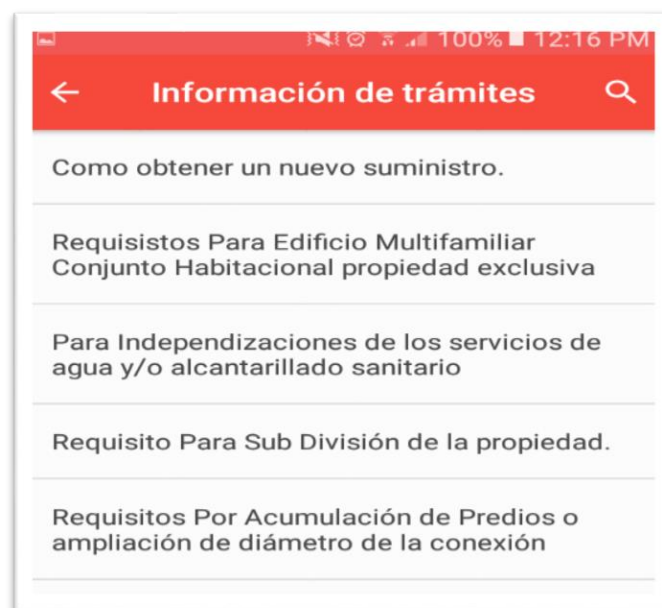 100% 12:16 PM
Información de trámites
Como obtener un nuevo suministro.
Requisistos Para Edificio Multifamiliar
Conjunto Habitacional propiedad exclusiva
Para Independizaciones de los servicios de
agua y/o alcantarillado sanitario
Requisito Para Sub División de la propiedad.
Requisitos Por Acumulación de Predios o
ampliación de diámetro de la conexión